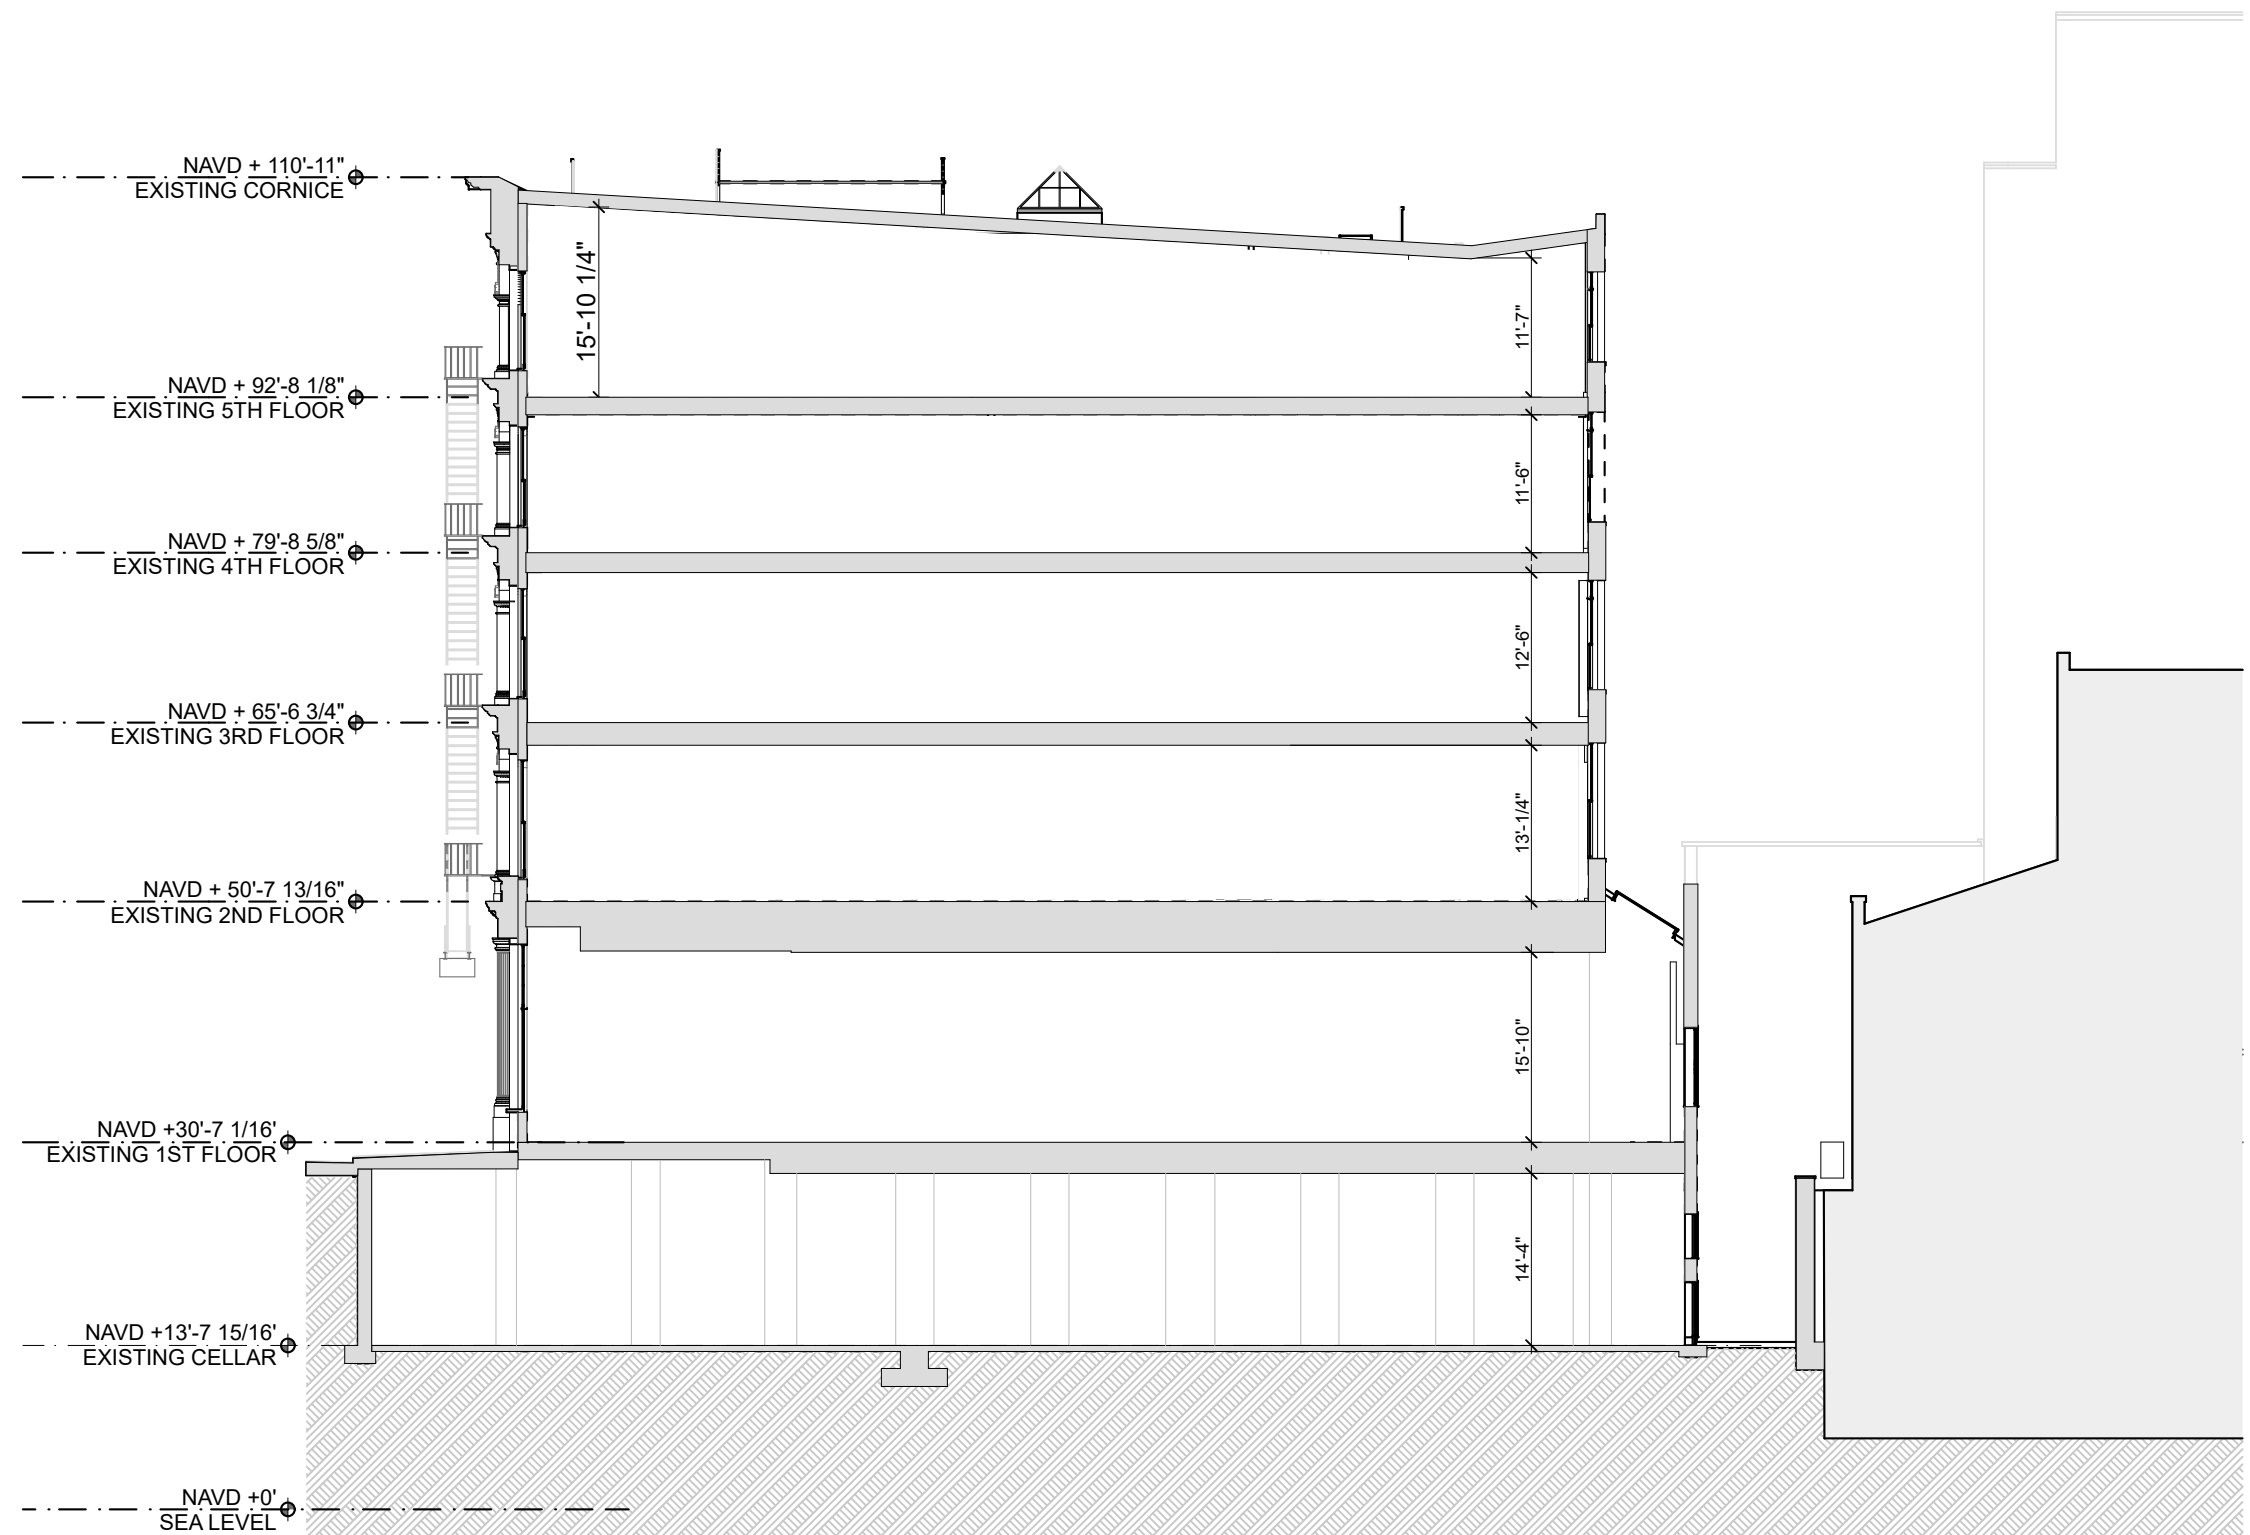 NAVD + 110'-11"
EXISTING CORNICE
15'-10 1/4"
11'-7"
NAVD + 92'-8 1/8"
EXISTING 5TH FLOOR
11'-6"
NAVD + 79'-8 5/8"
EXISTING 4TH FLOOR
12'-6"
NAVD + 65'-6 3/4"
EXISTING 3RD FLOOR
13'-1/4"
NAVD + 50'-7 13/16"
EXISTING 2ND FLOOR
15'-10"
NAVD +30'-7 1/16'
EXISTING 1ST FLOOR
14'-4"
NAVD +13'-7 15/16'
EXISTING CELLAR
NAVD +0'
SEA LEVEL